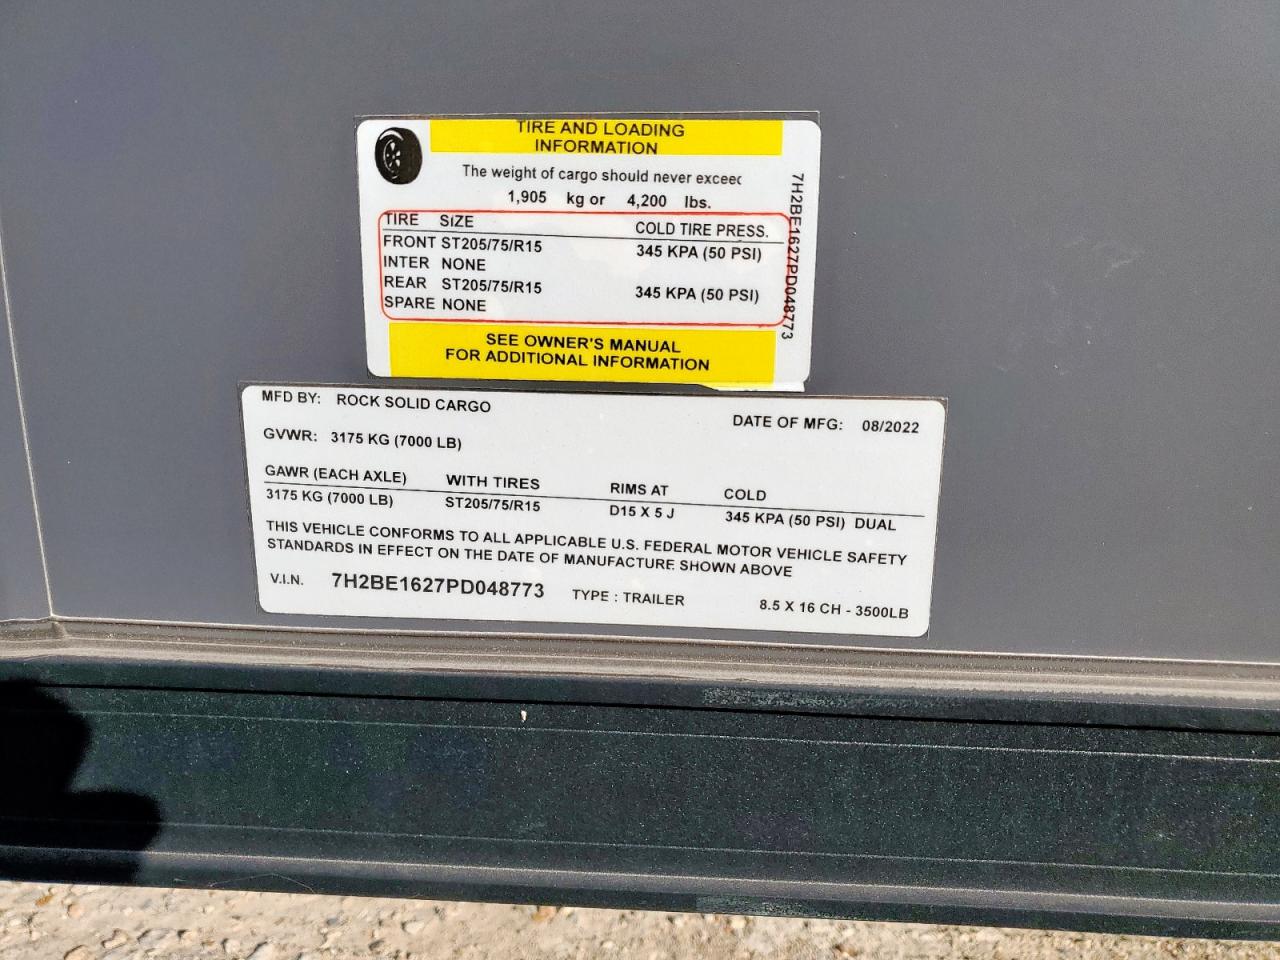 TIRE AND LOADING
INFORMATION
The weight of cargo should never exceed
1,905 kg or 4,200 lbs.
TIRE SIZE COLD TIRE PRESS.
FRONT ST205/75/R15 345 KPA (50 PSI)
INTER NONE
REAR ST205/75/R15 345 KPA (50 PSI)
SPARE NONE
SEE OWNER'S MANUAL
FOR ADDITIONAL INFORMATION
7H2BE1627PD048773
MFD BY: ROCK SOLID CARGO DATE OF MFG: 08/2022
GVWR: 3175 KG (7000 LB)
GAWR (EACH AXLE) WITH TIRES RIMS AT COLD
3175 KG (7000 LB) ST205/75/R15 D15 X 5 J 345 KPA (50 PSI) DUAL
THIS VEHICLE CONFORMS TO ALL APPLICABLE U.S. FEDERAL MOTOR VEHICLE SAFETY
STANDARDS IN EFFECT ON THE DATE OF MANUFACTURE SHOWN ABOVE
V.I.N. 7H2BE1627PD048773 TYPE : TRAILER 8.5 X 16 CH - 3500LB